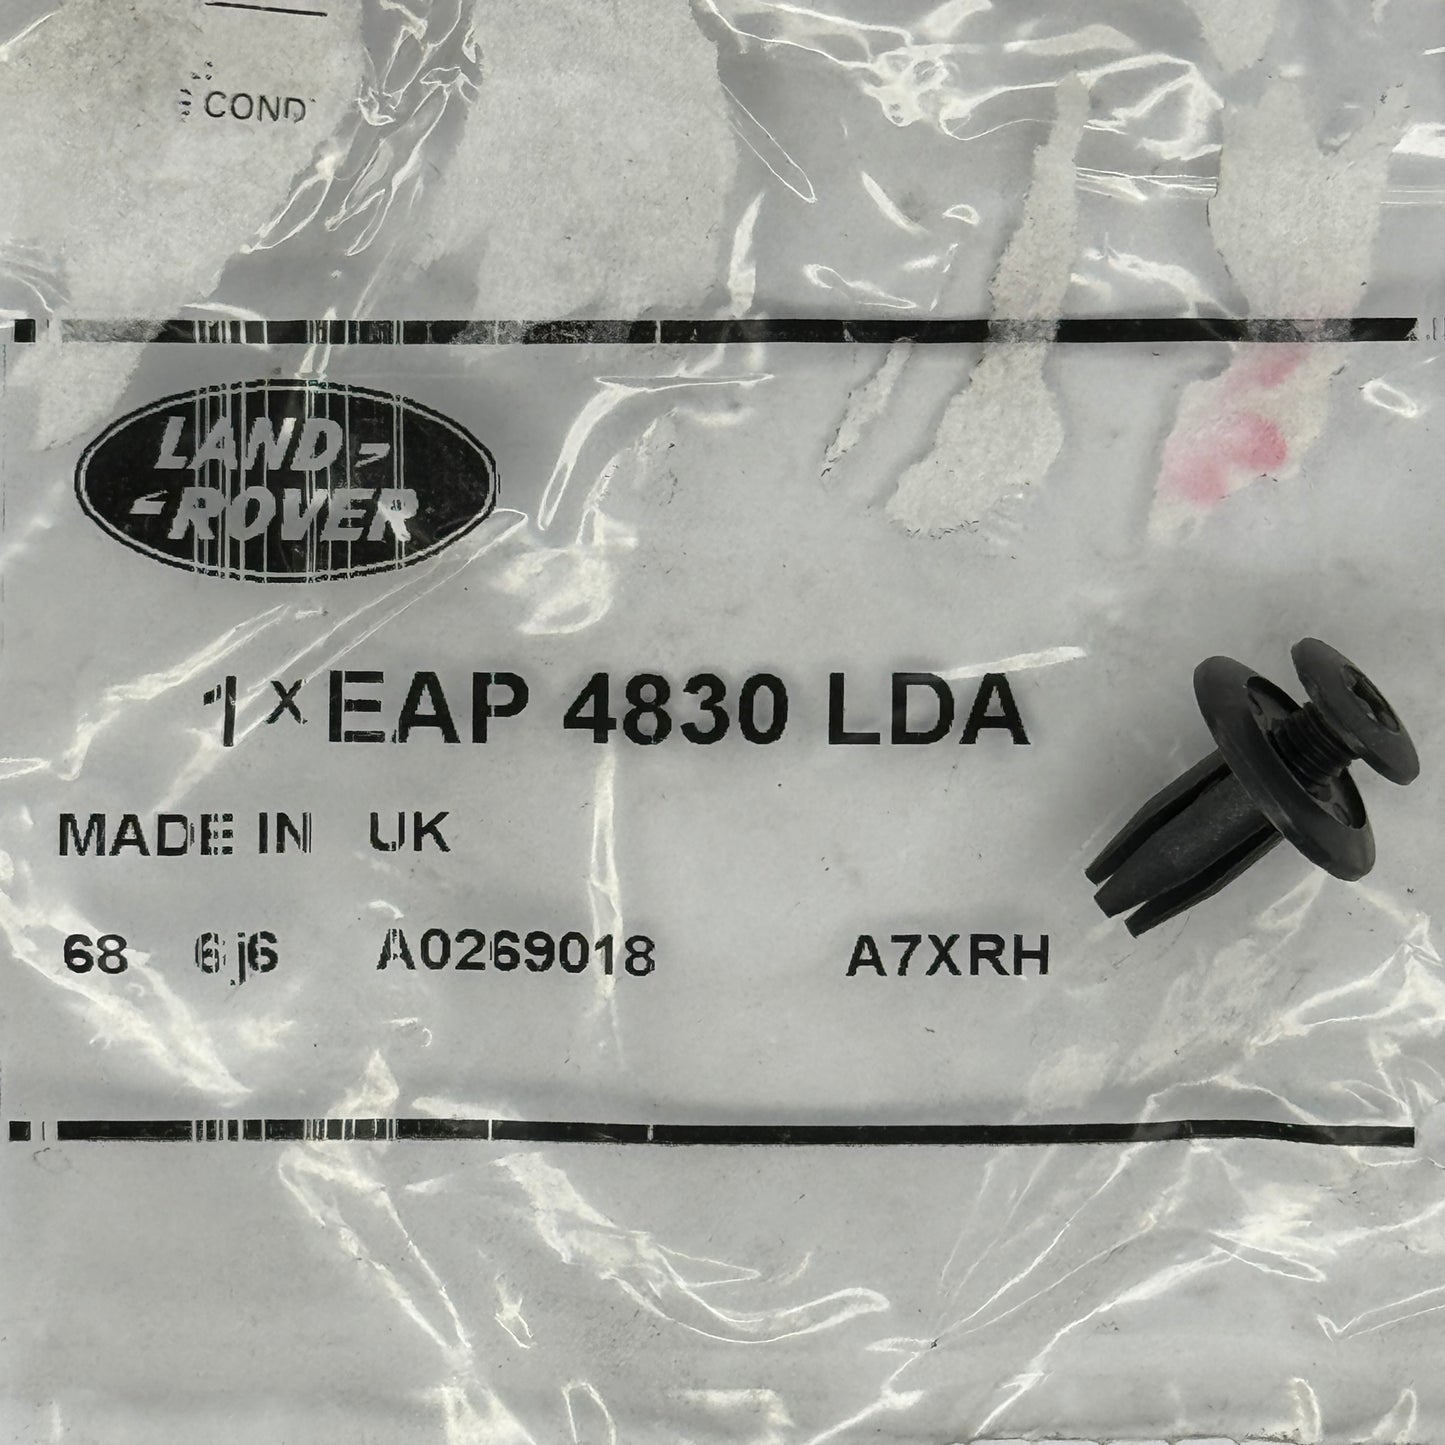 COND
LAND-
-ROVER
1 x EAP 4830 LDA
MADE IN UK
68 6j6 A0269018 A7XRH